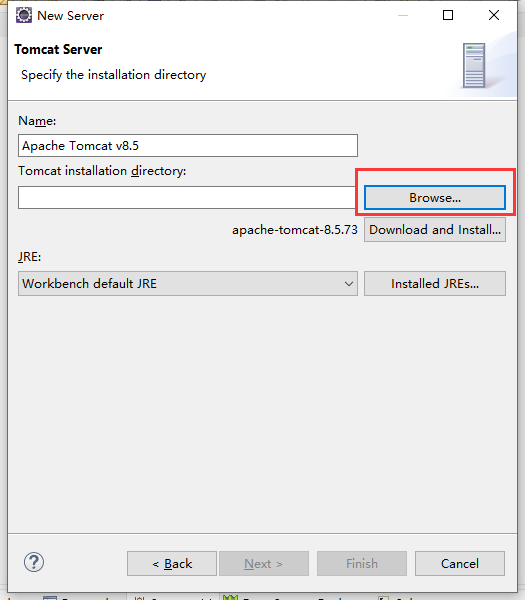 New Server
Tomcat Server
Specify the installation directory
Name:
Apache Tomcat v8.5
Tomcat installation directory:
Browse...
apache-tomcat-8.5.73
Download and Install...
JRE:
Workbench default JRE
Installed JREs...
?
< Back
Next >
Finish
Cancel